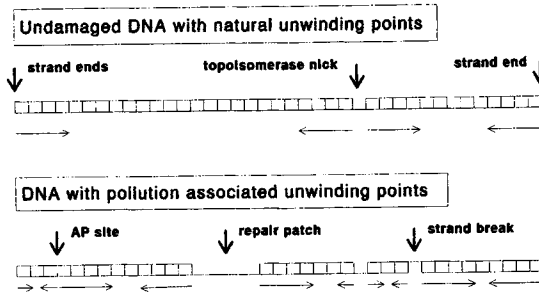 Undamaged DNA with natural unwinding points
strand ends topoisomerase nick strand end
DNA with pollution associated unwinding points
AP site repair patch strand break